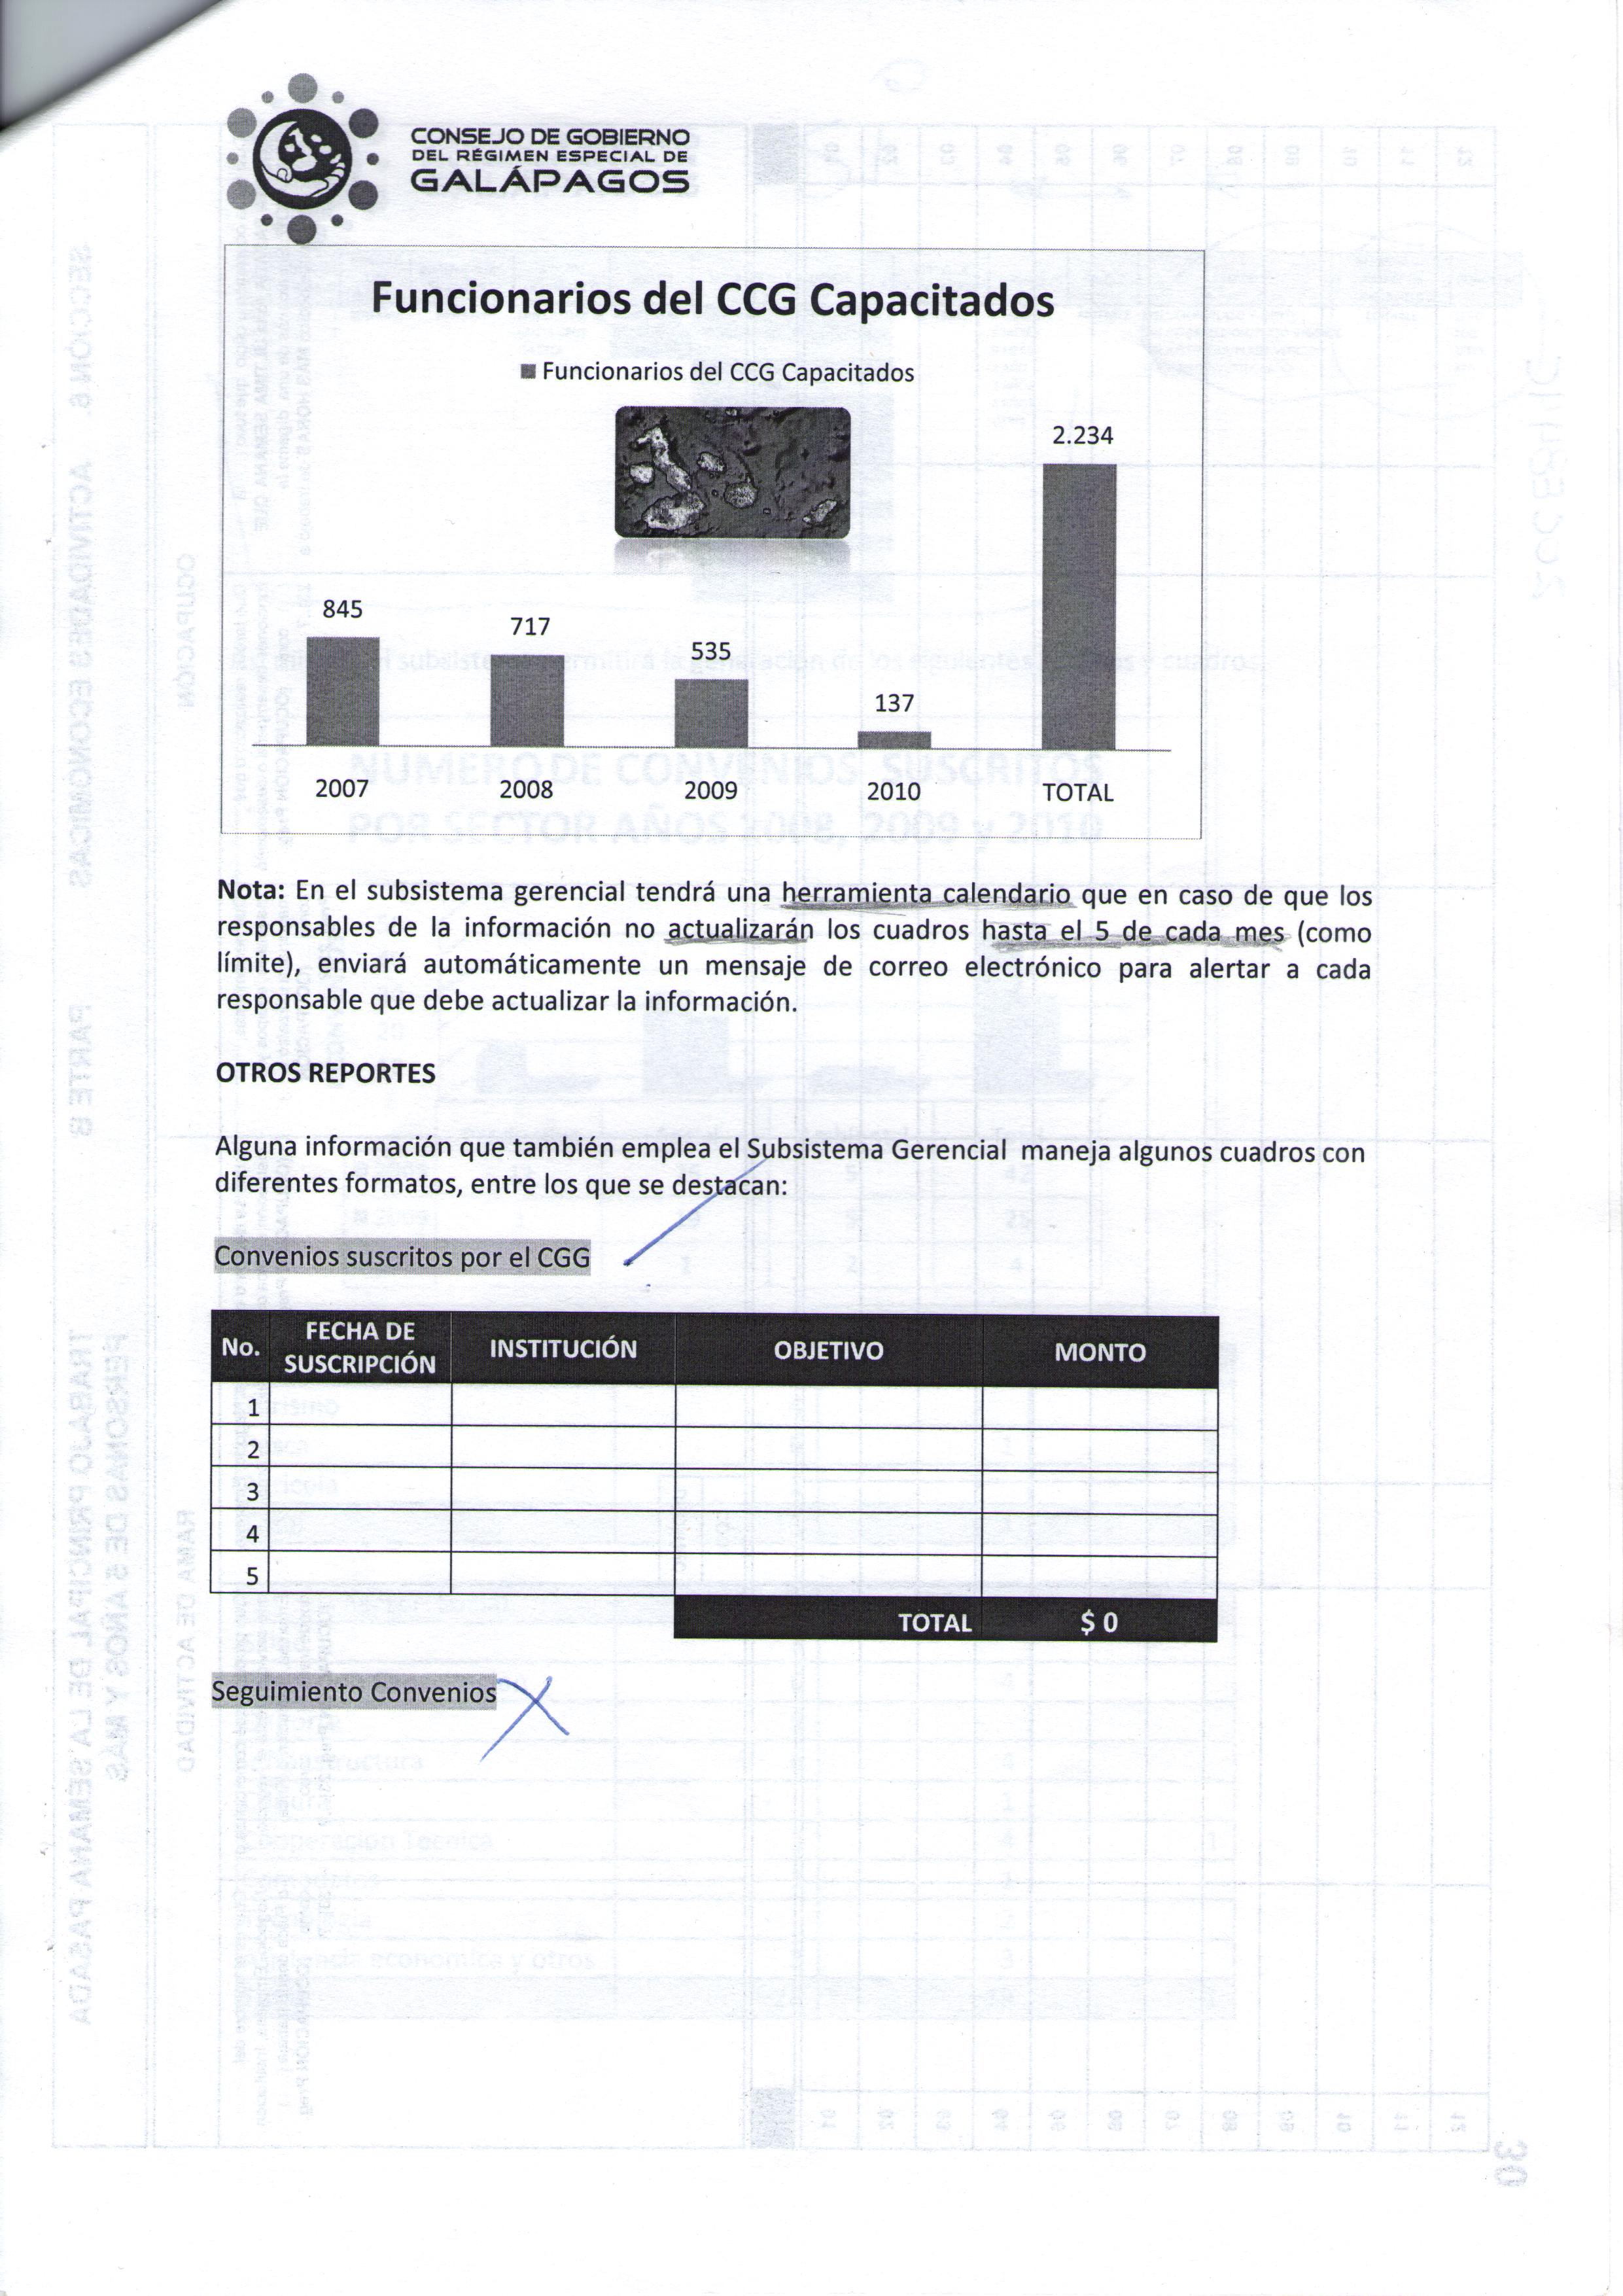 CONSEJO DE GOBIERNO
DEL RÉGIMEN ESPECIAL DE
GALÁPAGOS
Funcionarios del CCG Capacitados
Funcionarios del CCG Capacitados
2.234
845
717
535
137
2007 2008 2009 2010 TOTAL
Nota: En el subsistema gerencial tendrá una herramienta calendario que en caso de que los
responsables de la información no actualizarán los cuadros hasta el 5 de cada mes (como
límite), enviará automáticamente un mensaje de correo electrónico para alertar a cada
responsable que debe actualizar la información.
OTROS REPORTES
Alguna información que también emplea el Subsistema Gerencial maneja algunos cuadros con
diferentes formatos, entre los que se destacan:
Convenios suscritos por el CGG
No. FECHA DE SUSCRIPCIÓN INSTITUCIÓN OBJETIVO MONTO
1
2
3
4
5
TOTAL $ 0
Seguimiento Convenios